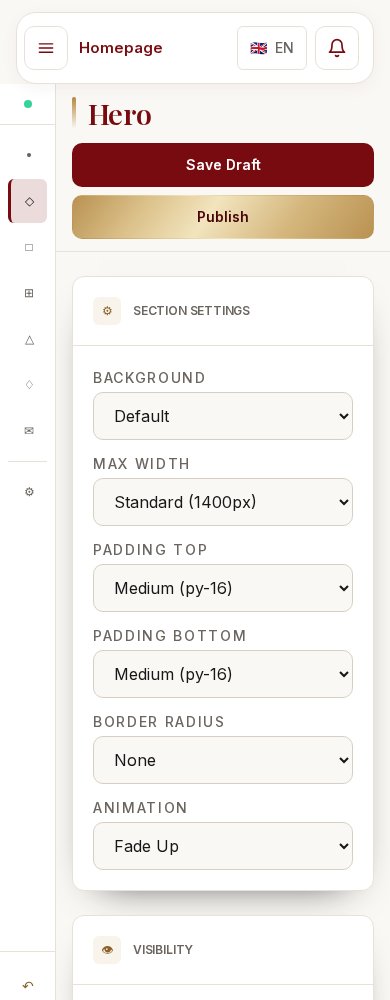 Homepage
EN
Hero
Save Draft
Publish
SECTION SETTINGS
BACKGROUND
Default
MAX WIDTH
Standard (1400px)
PADDING TOP
Medium (py-16)
PADDING BOTTOM
Medium (py-16)
BORDER RADIUS
None
ANIMATION
Fade Up
VISIBILITY